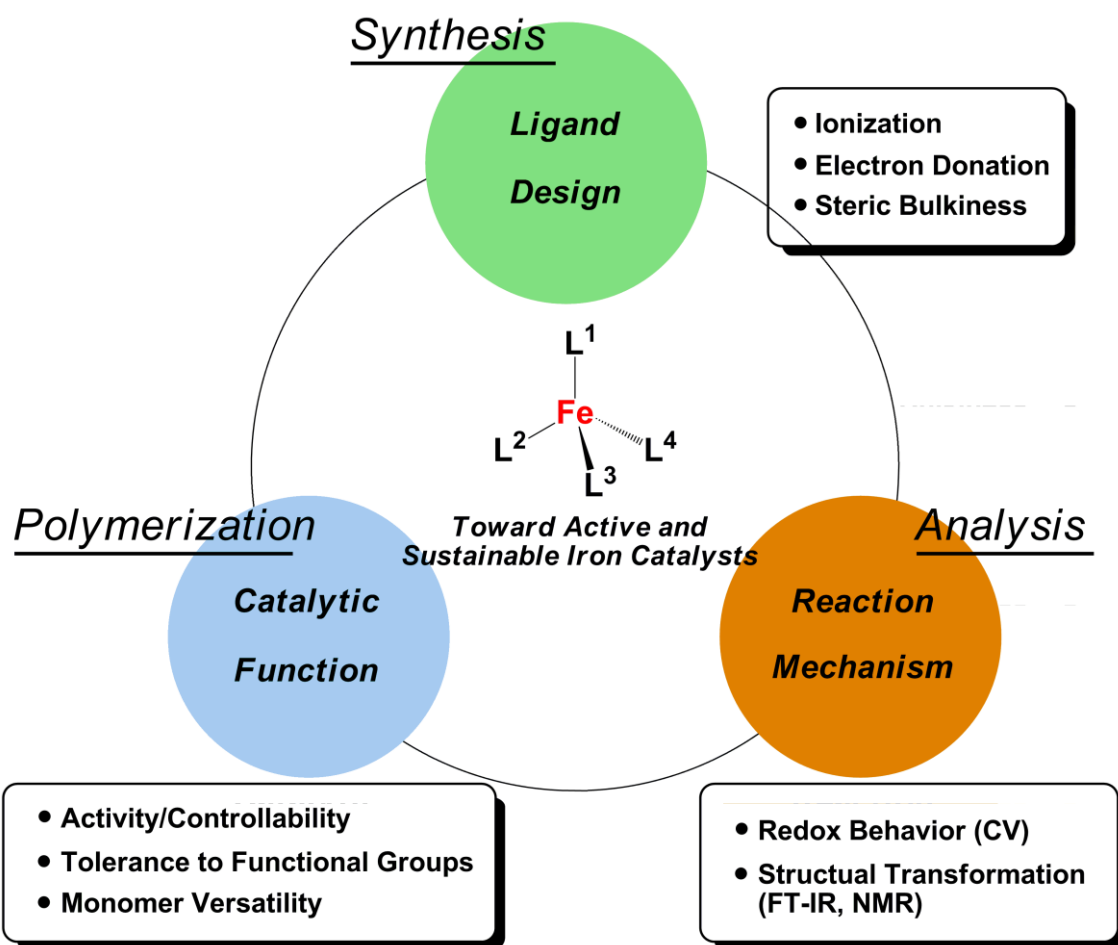 Synthesis
Ligand
Design
• Ionization
• Electron Donation
• Steric Bulkiness
L¹
Fe
L²
L⁴
L³
Toward Active and
Sustainable Iron Catalysts
Polymerization
Catalytic
Function
Analysis
Reaction
Mechanism
• Activity/Controllability
• Tolerance to Functional Groups
• Monomer Versatility
• Redox Behavior (CV)
• Structual Transformation
(FT-IR, NMR)